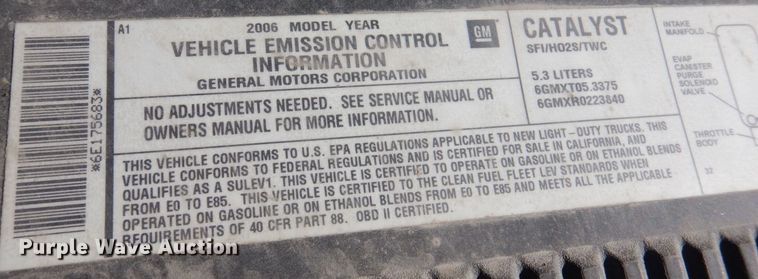 A1
2006 MODEL YEAR
VEHICLE EMISSION CONTROL
INFORMATION
GENERAL MOTORS CORPORATION
GM
CATALYST
SFI/HO2S/TWC
5.3 LITERS
6GMXT05.3375
6GMXR0223840
NO ADJUSTMENTS NEEDED. SEE SERVICE MANUAL OR
OWNERS MANUAL FOR MORE INFORMATION.
THIS VEHICLE CONFORMS TO U.S. EPA REGULATIONS APPLICABLE TO NEW LIGHT-DUTY TRUCKS. THIS
VEHICLE CONFORMS TO FEDERAL REGULATIONS AND IS CERTIFIED FOR SALE IN CALIFORNIA, AND
QUALIFIES AS A SULEV1. THIS VEHICLE IS CERTIFIED TO OPERATE ON GASOLINE OR ON ETHANOL BLENDS
FROM E0 TO E85. THIS VEHICLE IS CERTIFIED TO THE CLEAN FUEL FLEET LEV STANDARDS WHEN
OPERATED ON GASOLINE OR ON ETHANOL BLENDS FROM E0 TO E85 AND MEETS ALL THE APPLICABLE
REQUIREMENTS OF 40 CFR PART 88. OBD II CERTIFIED.
*6E175683*
INTAKE
MANIFOLD
EVAP
CANISTER
PURGE
SOLENOID
VALVE
THROTTLE
BODY
32
Purple Wave Auction